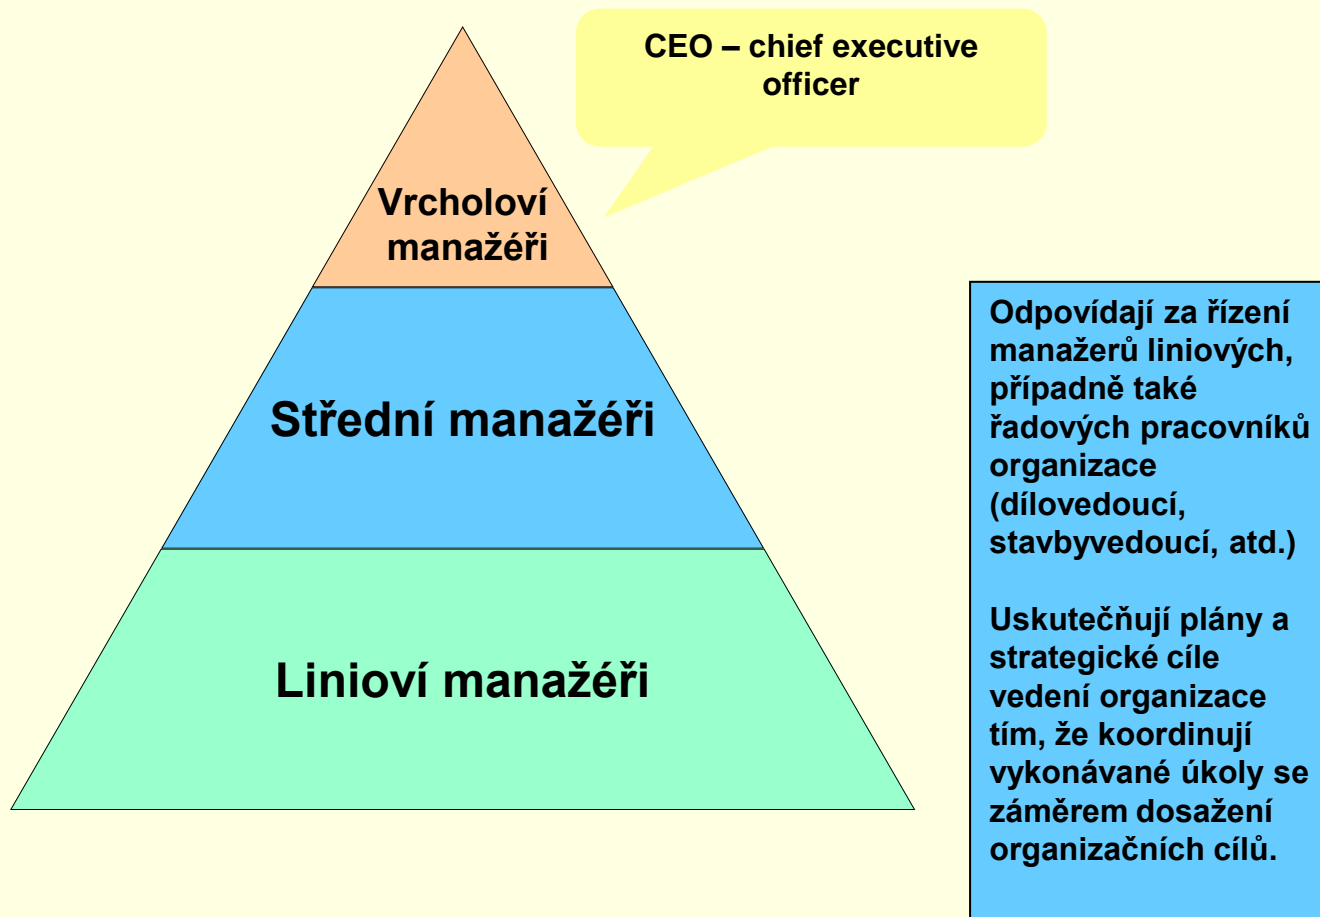 CEO – chief executive
officer
Vrcholoví
manažéři
Střední manažéři
Linioví manažéři
Odpovídají za řízení
manažerů liniových,
případně také
řadových pracovníků
organizace
(dílovedoucí,
stavbyvedoucí, atd.)
Uskutečňují plány a
strategické cíle
vedení organizace
tím, že koordinují
vykonávané úkoly se
záměrem dosažení
organizačních cílů.